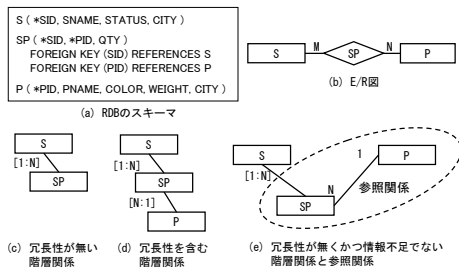 S ( *SID, SNAME, STATUS, CITY )
SP ( *SID, *PID, QTY )
FOREIGN KEY (SID) REFERENCES S
FOREIGN KEY (PID) REFERENCES P
P ( *PID, PNAME, COLOR, WEIGHT, CITY )
(a) RDBのスキーマ
S
M
SP
N
P
(b) E/R図
S
[1:N]
SP
(c) 冗長性が無い
階層関係
S
[1:N]
SP
[N:1]
P
(d) 冗長性を含む
階層関係
S
[1:N]
SP
N
1
P
参照関係
(e) 冗長性が無くかつ情報不足でない
階層関係と参照関係